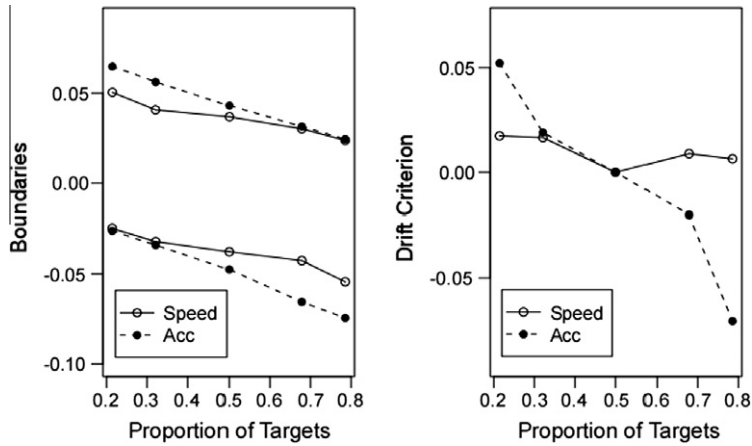 Boundaries
0.05
0.00
-0.05
-0.10
Speed
Acc
0.2 0.3 0.4 0.5 0.6 0.7 0.8
Proportion of Targets
Drift Criterion
0.05
0.00
-0.05
Speed
Acc
0.2 0.3 0.4 0.5 0.6 0.7 0.8
Proportion of Targets